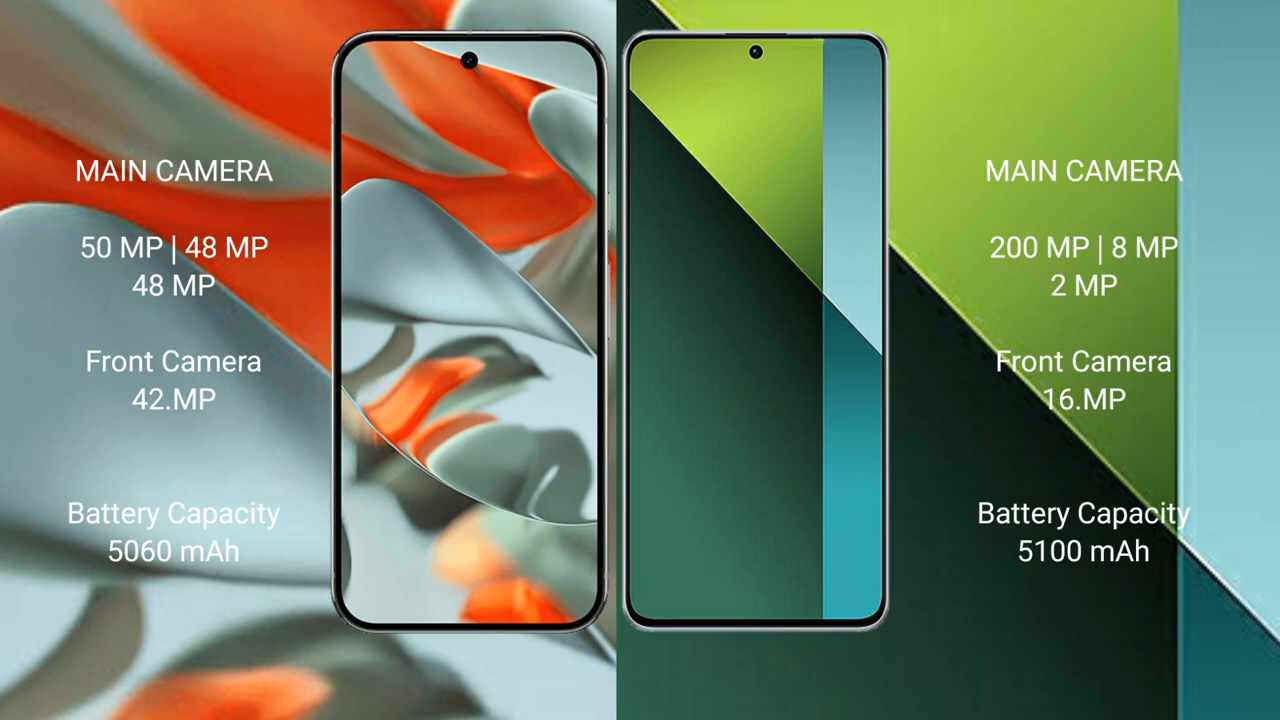 MAIN CAMERA
50 MP | 48 MP
48 MP
Front Camera
42.MP
Battery Capacity
5060 mAh
MAIN CAMERA
200 MP | 8 MP
2 MP
Front Camera
16.MP
Battery Capacity
5100 mAh